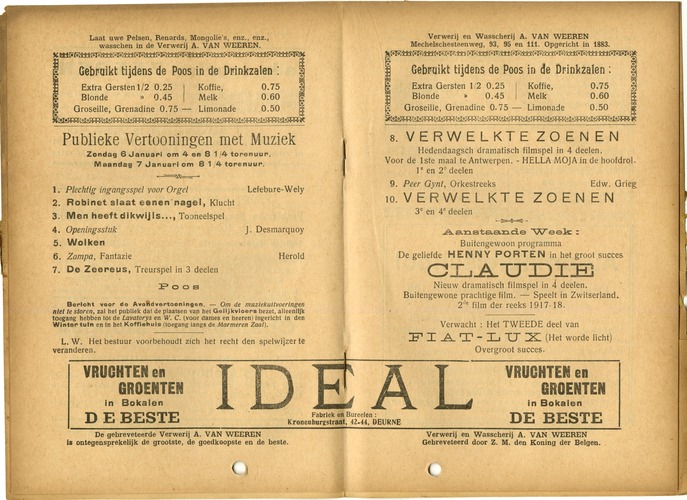 Laat uwe Pelsen, Renards, Mongolie's, enz., enz.,
wasschen in de Verwerij A. VAN WEEREN.
Gebruikt tijdens de Poos in de Drinkzalen :
Extra Gersten 1/2 0.25 Koffie, 0.75
Blonde » 0.45 Melk 0.60
Groseille, Grenadine 0.75 — Limonade 0.50
Publieke Vertooningen met Muziek
Zondag 6 Januari om 4 en 8 1/4 torenuur.
Maandag 7 Januari om 8 1/4 torenuur.
1. Plechtig ingangsspel voor Orgel Lefebure-Wely
2. Robinet slaat eenen nagel, Klucht
3. Men heeft dikwijls..., Tooneelspel
4. Openingsstuk J. Desmarquoy
5. Wolken
6. Zampa, Fantazie Herold
7. De Zeereus, Treurspel in 3 deelen
Poos
Bericht voor de Avondvertooningen. — Om de muziekuitvoeringen
niet te storen, zal het publiek dat de plaatsen van het Gelijkvloers bezet, alleenlijk
toegang hebben tot de Lavatorys en W. C. (voor dames en heeren) ingericht in den
Wintertuin en in het Koffiehuis (toegang langs de Marmeren Zaal).
L. W. Het bestuur voorbehoudt zich het recht den spelwijzer te
veranderen.
Verwerij en Wasscherij A. VAN WEEREN
Mechelschesteenweg, 93, 95 en 111. Opgericht in 1883.
Gebruikt tijdens de Poos in de Drinkzalen :
Extra Gersten 1/2 0.25 Koffie, 0.75
Blonde » 0.45 Melk 0.60
Groseille, Grenadine 0.75 — Limonade 0.50
8. VERWELKTE ZOENEN
Hedendaagsch dramatisch filmspel in 4 deelen.
Voor de 1ste maal te Antwerpen. - HELLA MOJA in de hoofdrol.
1e en 2e deelen
9. Peer Gynt, Orkestreeks Edw. Grieg
10. VERWELKTE ZOENEN
3e en 4e deelen
Aanstaande Week :
Buitengewoon programma
De geliefde HENNY PORTEN in het groot succes
CLAUDIE
Nieuw dramatisch filmspel in 4 deelen.
Buitengewone prachtige film. — Speelt in Zwitserland.
2de film der reeks 1917-18.
Verwacht : Het TWEEDE deel van
FIAT-LUX (Het worde licht)
Overgroot succes.
VRUCHTEN en
GROENTEN
in Bokalen
DE BESTE
IDEAL
Fabriek en Bureelen :
Kronenburgstraat, 42-44, DEURNE
VRUCHTEN en
GROENTEN
in Bokalen
DE BESTE
De gebreveteerde Verwerij A. VAN WEEREN
is ontegensprekelijk de grootste, de goedkoopste en de beste.
Verwerij en Wasscherij A. VAN WEEREN
Gebreveteerd door Z. M. den Koning der Belgen.